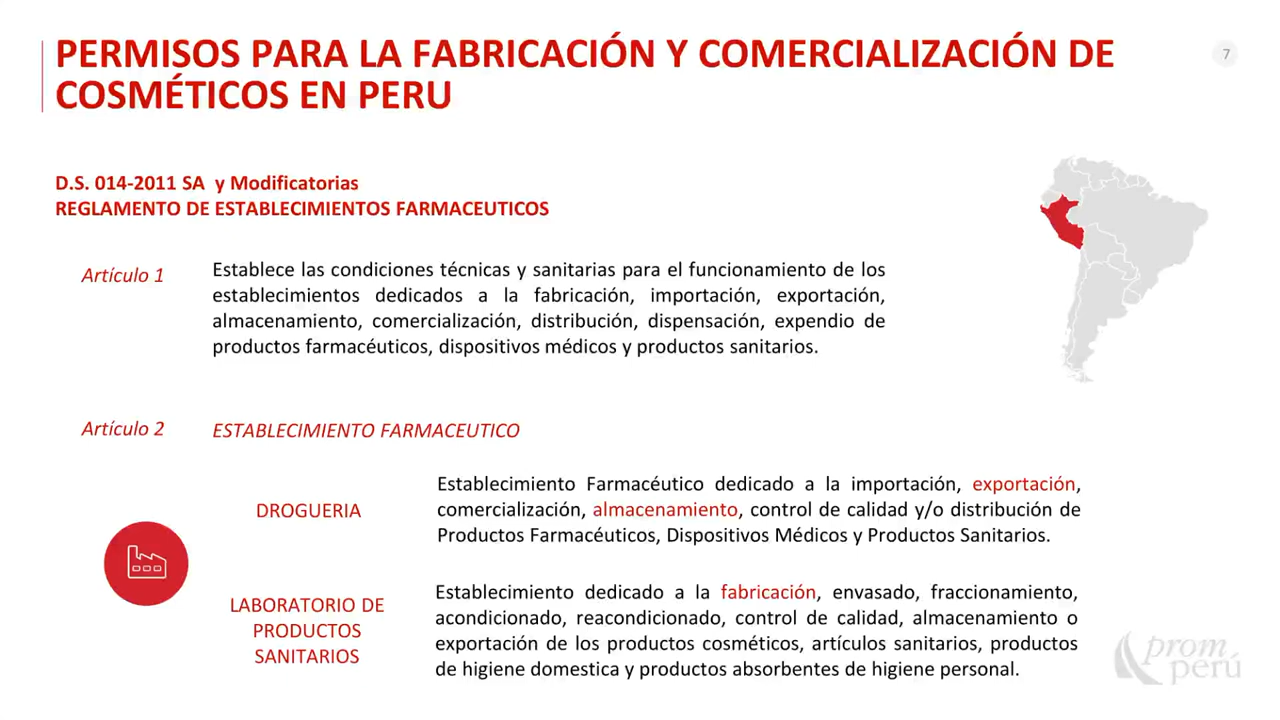 PERMISOS PARA LA FABRICACIÓN Y COMERCIALIZACIÓN DE
COSMÉTICOS EN PERU
7
D.S. 014-2011 SA y Modificatorias
REGLAMENTO DE ESTABLECIMIENTOS FARMACEUTICOS
Artículo 1
Establece las condiciones técnicas y sanitarias para el funcionamiento de los
establecimientos dedicados a la fabricación, importación, exportación,
almacenamiento, comercialización, distribución, dispensación, expendio de
productos farmacéuticos, dispositivos médicos y productos sanitarios.
Artículo 2
ESTABLECIMIENTO FARMACEUTICO
DROGUERIA
Establecimiento Farmacéutico dedicado a la importación, exportación,
comercialización, almacenamiento, control de calidad y/o distribución de
Productos Farmacéuticos, Dispositivos Médicos y Productos Sanitarios.
LABORATORIO DE
PRODUCTOS
SANITARIOS
Establecimiento dedicado a la fabricación, envasado, fraccionamiento,
acondicionado, reacondicionado, control de calidad, almacenamiento o
exportación de los productos cosméticos, artículos sanitarios, productos
de higiene domestica y productos absorbentes de higiene personal.
prom
perú